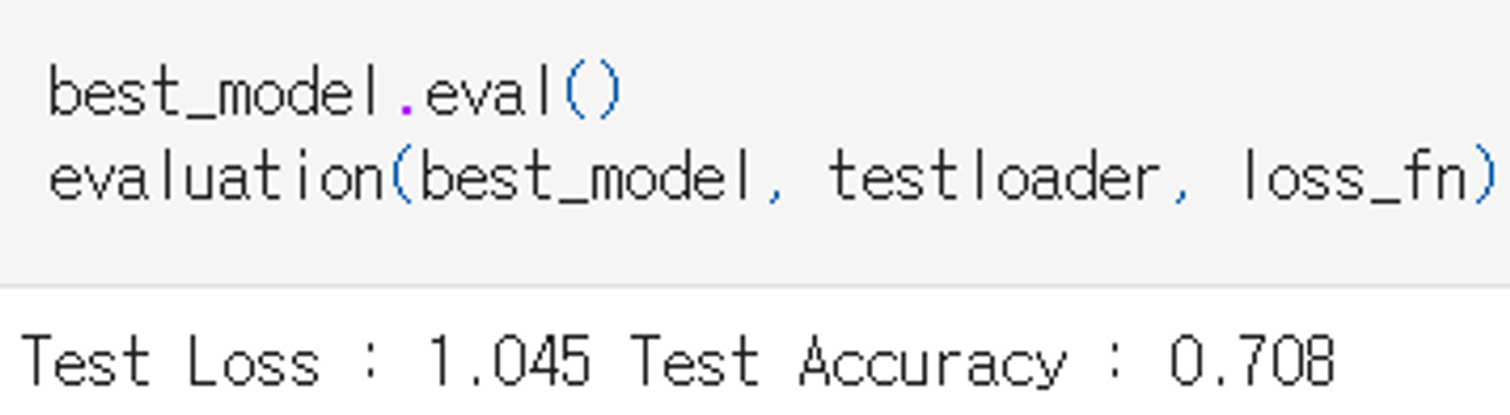 best_model.eval()
evaluation(best_model, testloader, loss_fn)
Test Loss : 1.045 Test Accuracy : 0.708